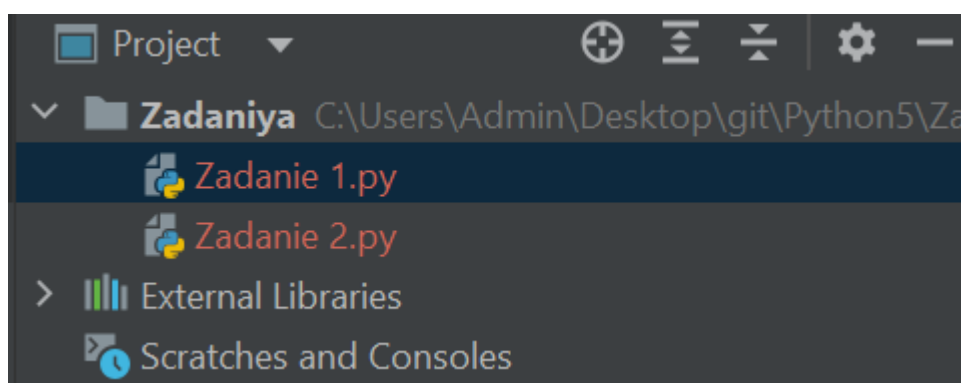 Project
Zadaniya C:\Users\Admin\Desktop\git\Python5\Za
Zadanie 1.py
Zadanie 2.py
External Libraries
Scratches and Consoles